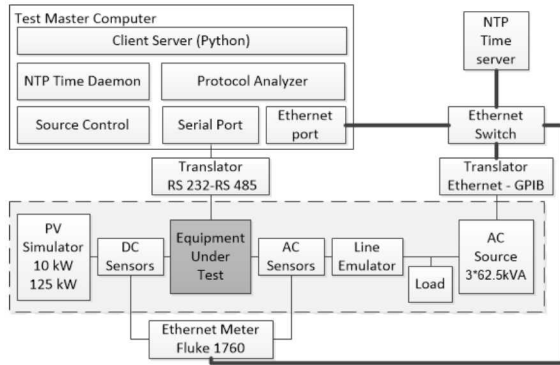 Test Master Computer
Client Server (Python)
NTP Time Daemon
Protocol Analyzer
Source Control
Serial Port
Ethernet
port
NTP
Time
server
Ethernet
Switch
Translator
RS 232-RS 485
Translator
Ethernet - GPIB
PV
Simulator
10 kW
125 kW
DC
Sensors
Equipment
Under
Test
AC
Sensors
Line
Emulator
Load
AC
Source
3*62.5kVA
Ethernet Meter
Fluke 1760